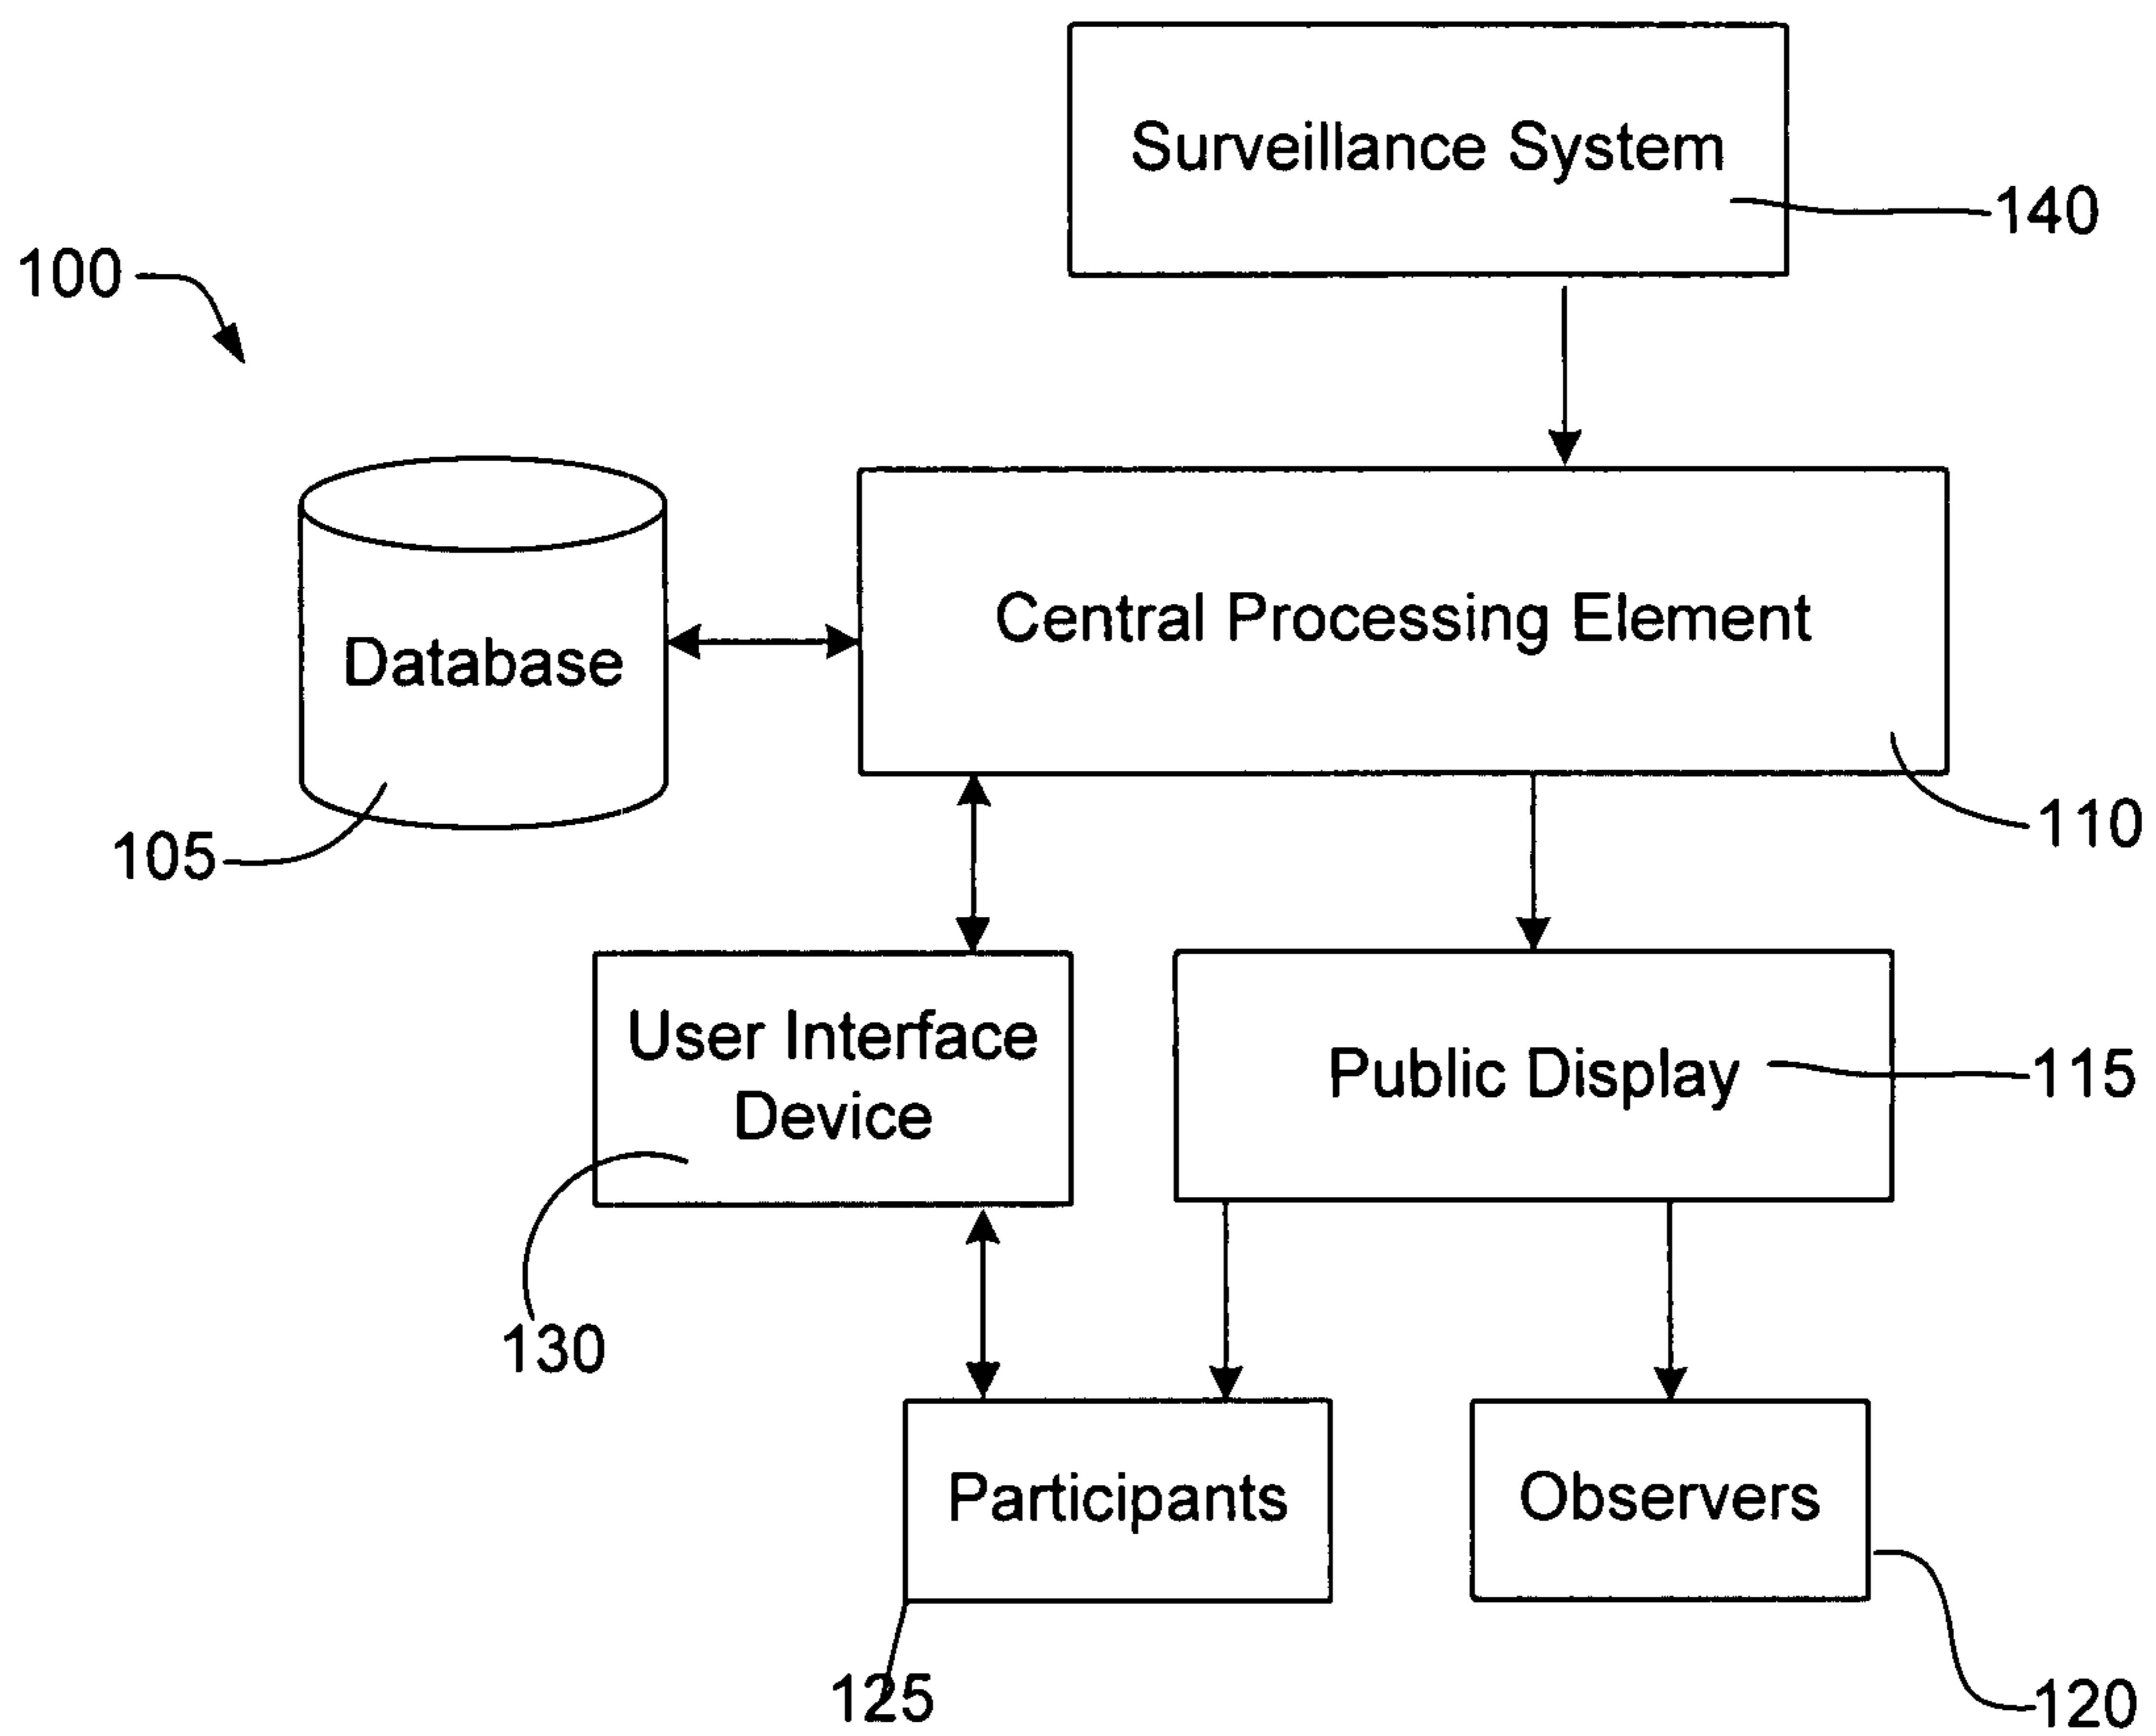 Surveillance System
140
100
Database
Central Processing Element
105
110
User Interface
Device
Public Display
115
130
Participants
Observers
125
120